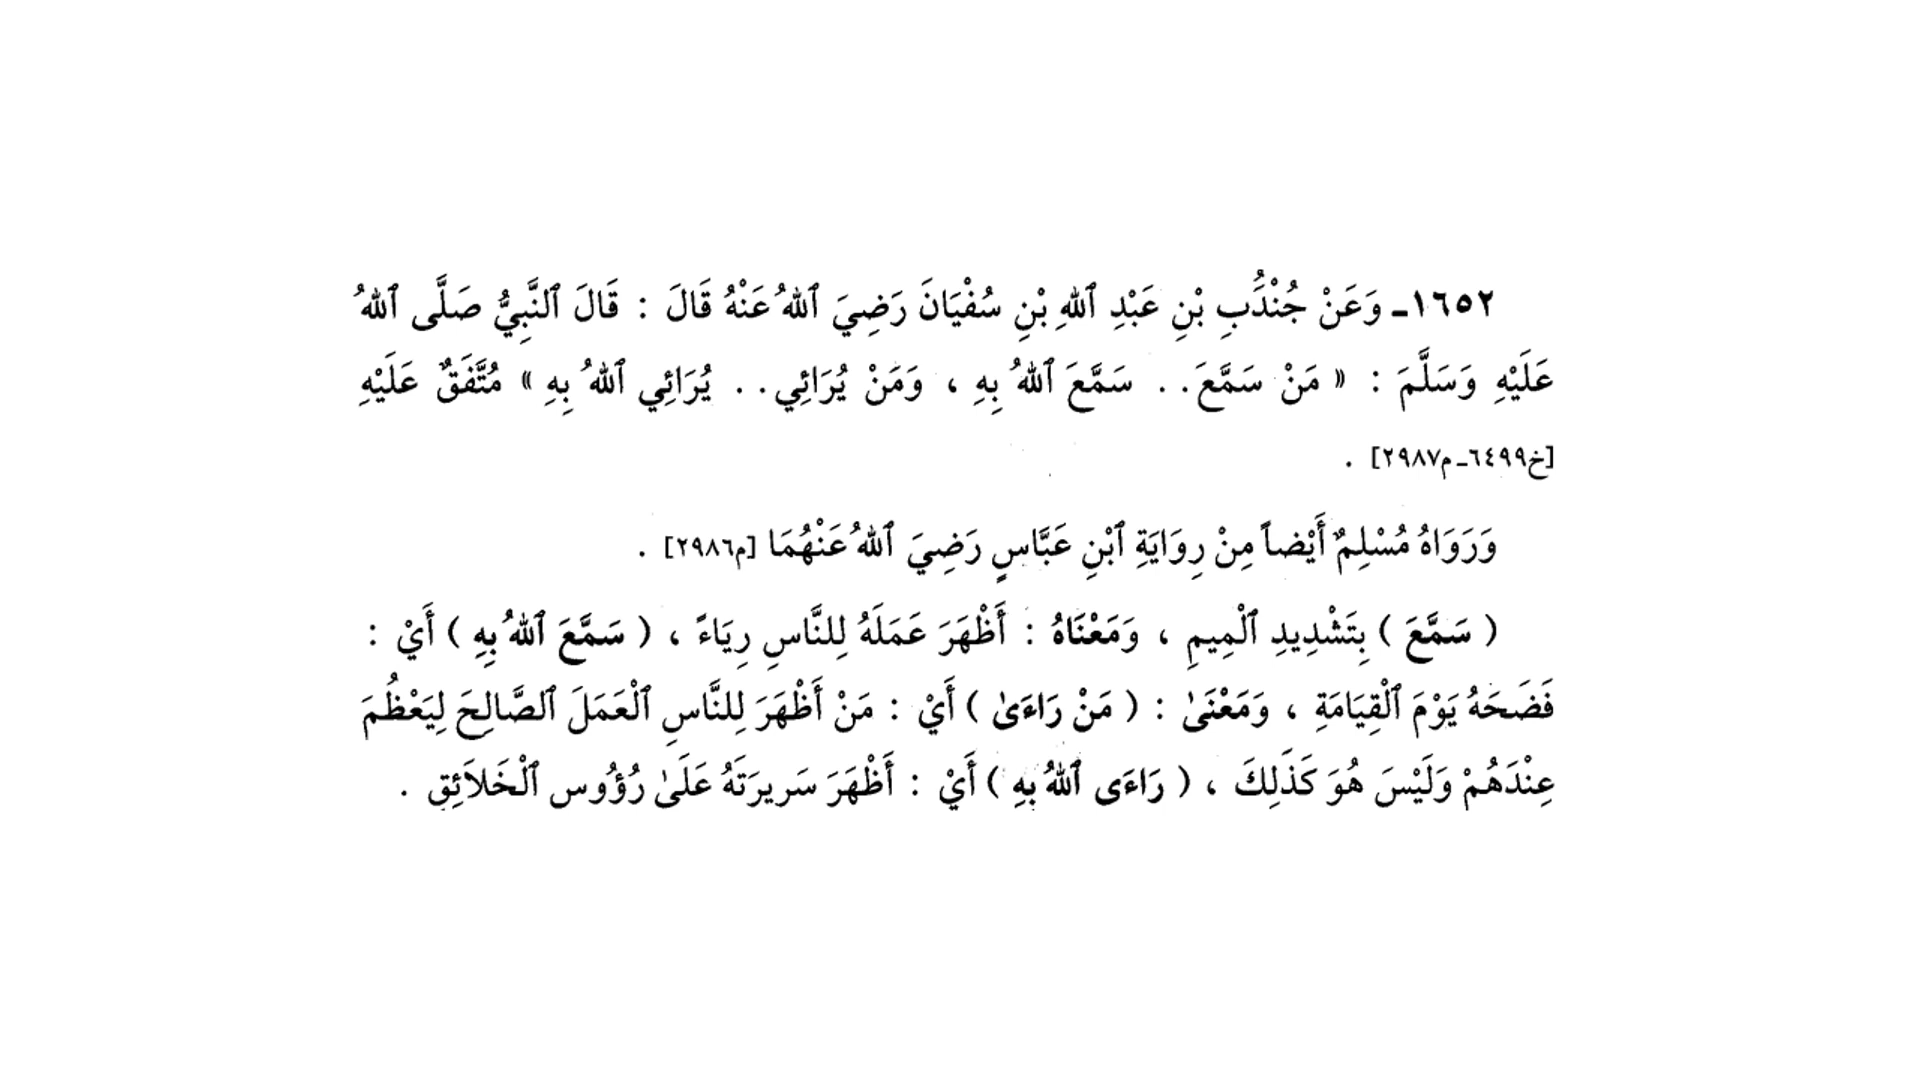 ١٦٥٢ـ وَعَنْ جُنْدَُبِ بْنِ عَبْدِ ٱللهِ بْنِ سُفْيَانَ رَضِيَ ٱللهُ عَنْهُ قَالَ : قَالَ ٱلنَّبِيُّ صَلَّى ٱللهُ
عَلَيْهِ وَسَلَّمَ : « مَنْ سَمَّعَ . . سَمَّعَ ٱللهُ بِهِ ، وَمَنْ يُرَائِي . . يُرَائِي ٱللهُ بِهِ » مُتَّفَقٌ عَلَيْهِ
[خ٦٤٩٩ـ م٢٩٨٧] .
وَرَوَاهُ مُسْلِمٌ أَيْضاً مِنْ رِوَايَةِ ٱبْنِ عَبَّاسٍ رَضِيَ ٱللهُ عَنْهُمَا [م٢٩٨٦] .
( سَمَّعَ ) بِتَشْدِيدِ ٱلْمِيمِ ، وَمَعْنَاهُ : أَظْهَرَ عَمَلَهُ لِلنَّاسِ رِيَاءً ، ( سَمَّعَ ٱللهُ بِهِ ) أَيْ :
فَضَحَهُ يَوْمَ ٱلْقِيَامَةِ ، وَمَعْنَىٰ : ( مَنْ رَاءَىٰ ) أَيْ : مَنْ أَظْهَرَ لِلنَّاسِ ٱلْعَمَلَ ٱلصَّالِحَ لِيَعْظُمَ
عِنْدَهُمْ وَلَيْسَ هُوَ كَذَلِكَ ، ( رَاءَى ٱللهُ بِهِ ) أَيْ : أَظْهَرَ سَرِيرَتَهُ عَلَىٰ رُؤُوسِ ٱلْخَلاَئِقِ .